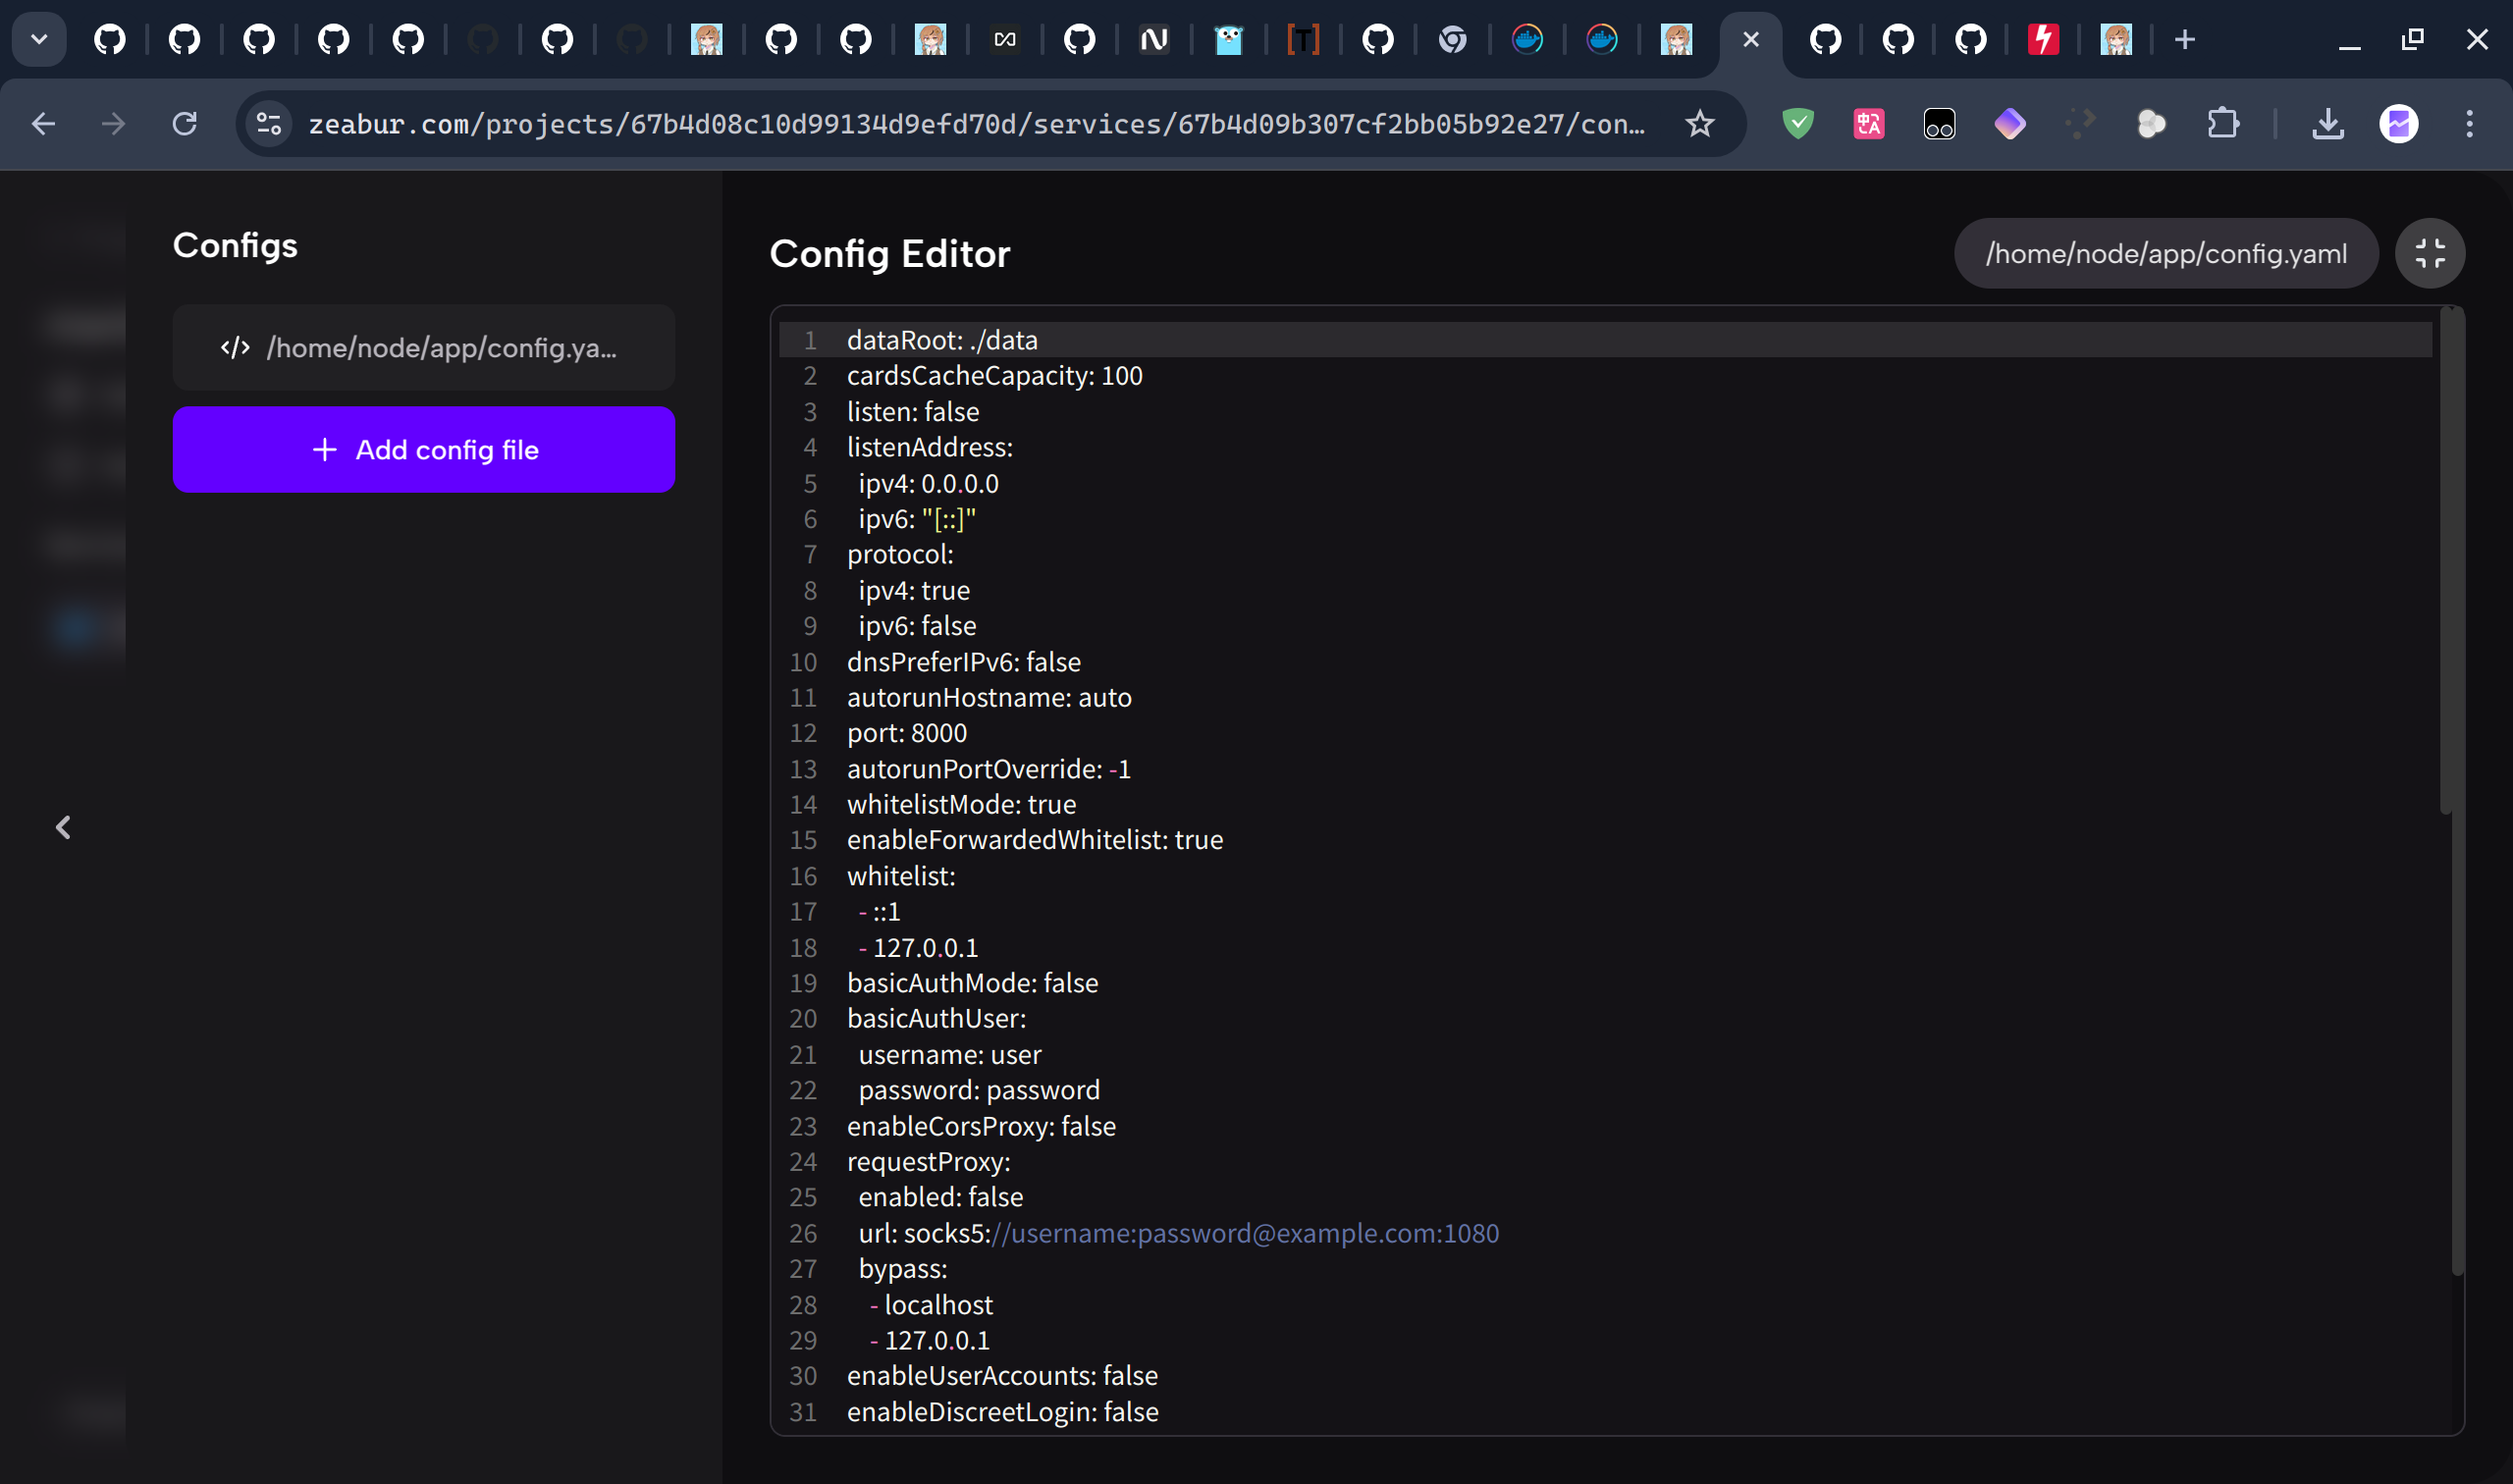 zeabur.com/projects/67b4d08c10d99134d9efd70d/services/67b4d09b307cf2bb05b92e27/con…
Configs
</> /home/node/app/config.ya...
+ Add config file
Config Editor
/home/node/app/config.yaml
1 dataRoot: ./data
2 cardsCacheCapacity: 100
3 listen: false
4 listenAddress:
5 ipv4: 0.0.0.0
6 ipv6: "[::]"
7 protocol:
8 ipv4: true
9 ipv6: false
10 dnsPreferIPv6: false
11 autorunHostname: auto
12 port: 8000
13 autorunPortOverride: -1
14 whitelistMode: true
15 enableForwardedWhitelist: true
16 whitelist:
17 - ::1
18 - 127.0.0.1
19 basicAuthMode: false
20 basicAuthUser:
21 username: user
22 password: password
23 enableCorsProxy: false
24 requestProxy:
25 enabled: false
26 url: socks5://username:password@example.com:1080
27 bypass:
28 - localhost
29 - 127.0.0.1
30 enableUserAccounts: false
31 enableDiscreetLogin: false